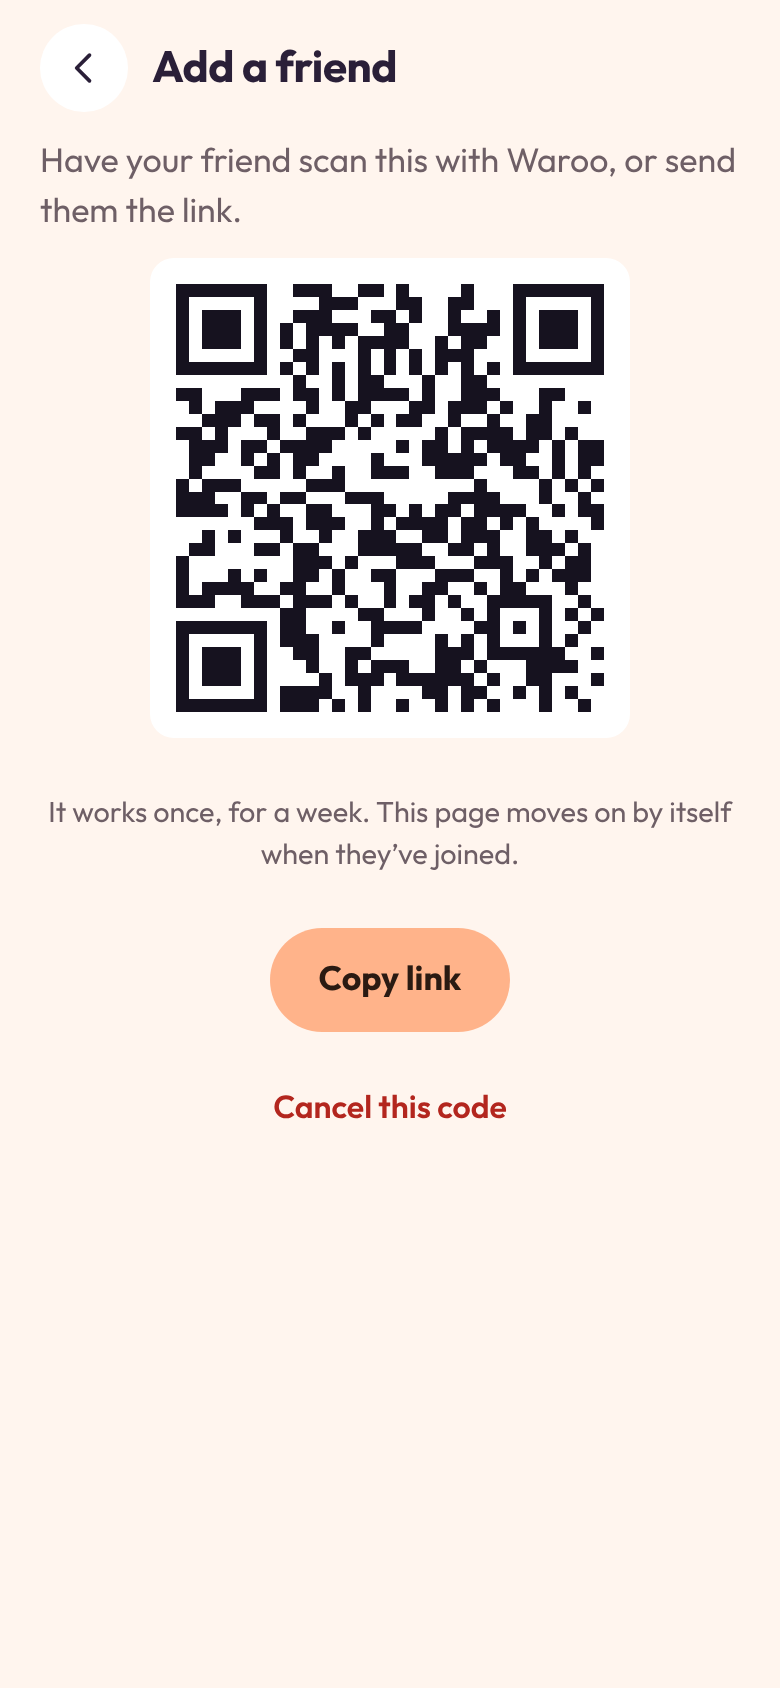 Add a friend
Have your friend scan this with Waroo, or send
them the link.
It works once, for a week. This page moves on by itself
when they’ve joined.
Copy link
Cancel this code